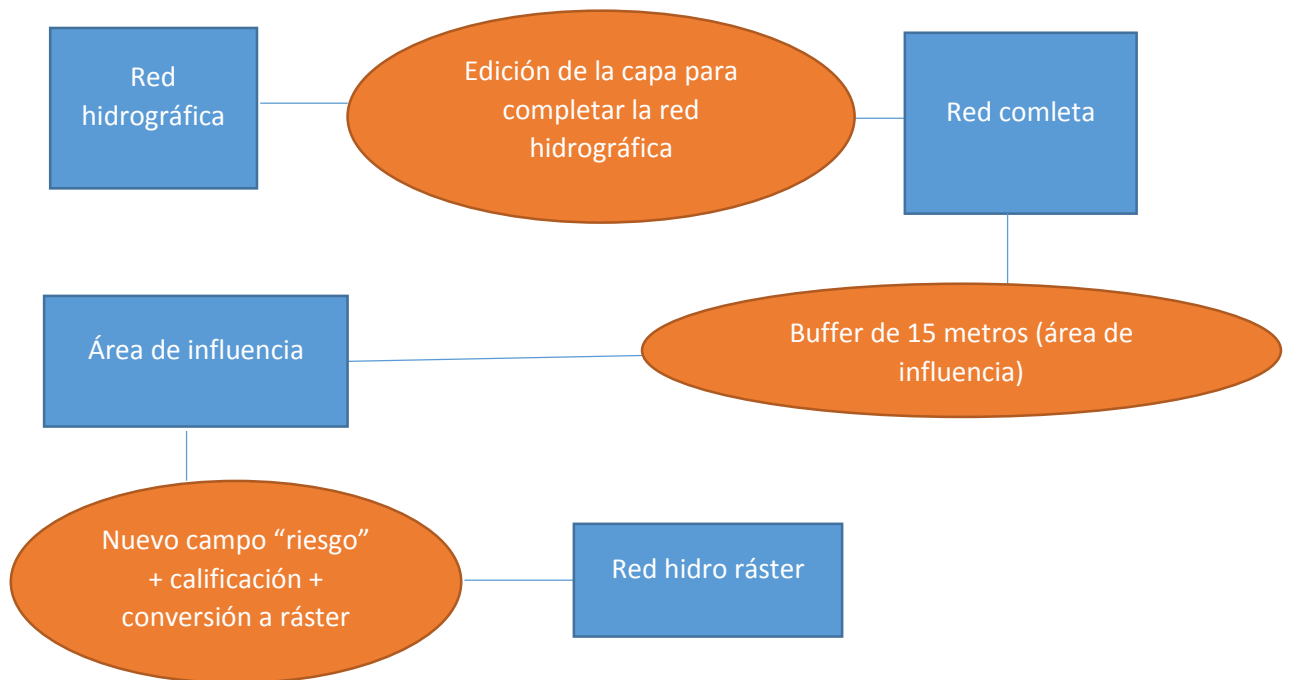 Red
hidrográfica
Edición de la capa para
completar la red
hidrográfica
Red comleta
Buffer de 15 metros (área de
influencia)
Área de influencia
Nuevo campo “riesgo”
+ calificación +
conversión a ráster
Red hidro ráster